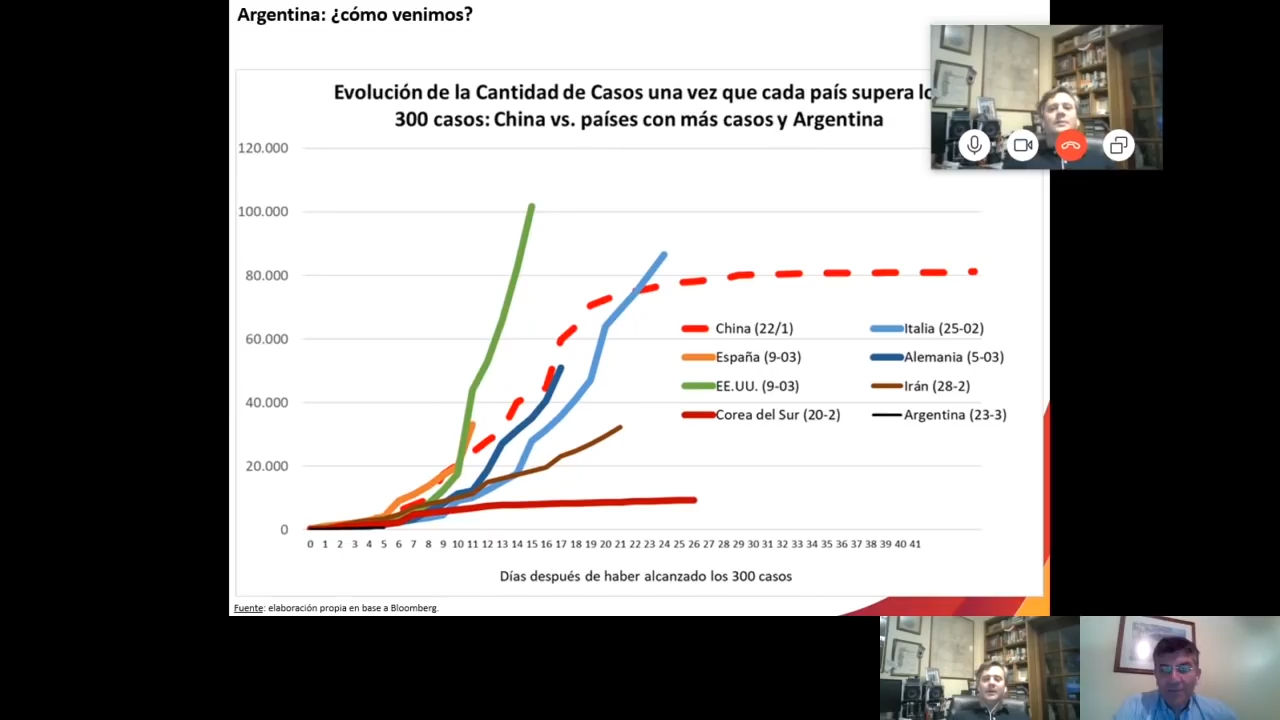 Argentina: ¿cómo venimos?
Evolución de la Cantidad de Casos una vez que cada país supera lo
300 casos: China vs. países con más casos y Argentina
120.000
100.000
80.000
60.000
40.000
20.000
0
China (22/1) Italia (25-02)
España (9-03) Alemania (5-03)
EE.UU. (9-03) Irán (28-2)
Corea del Sur (20-2) Argentina (23-3)
0 1 2 3 4 5 6 7 8 9 10 11 12 13 14 15 16 17 18 19 20 21 22 23 24 25 26 27 28 29 30 31 32 33 34 35 36 37 38 39 40 41
Días después de haber alcanzado los 300 casos
Fuente: elaboración propia en base a Bloomberg.